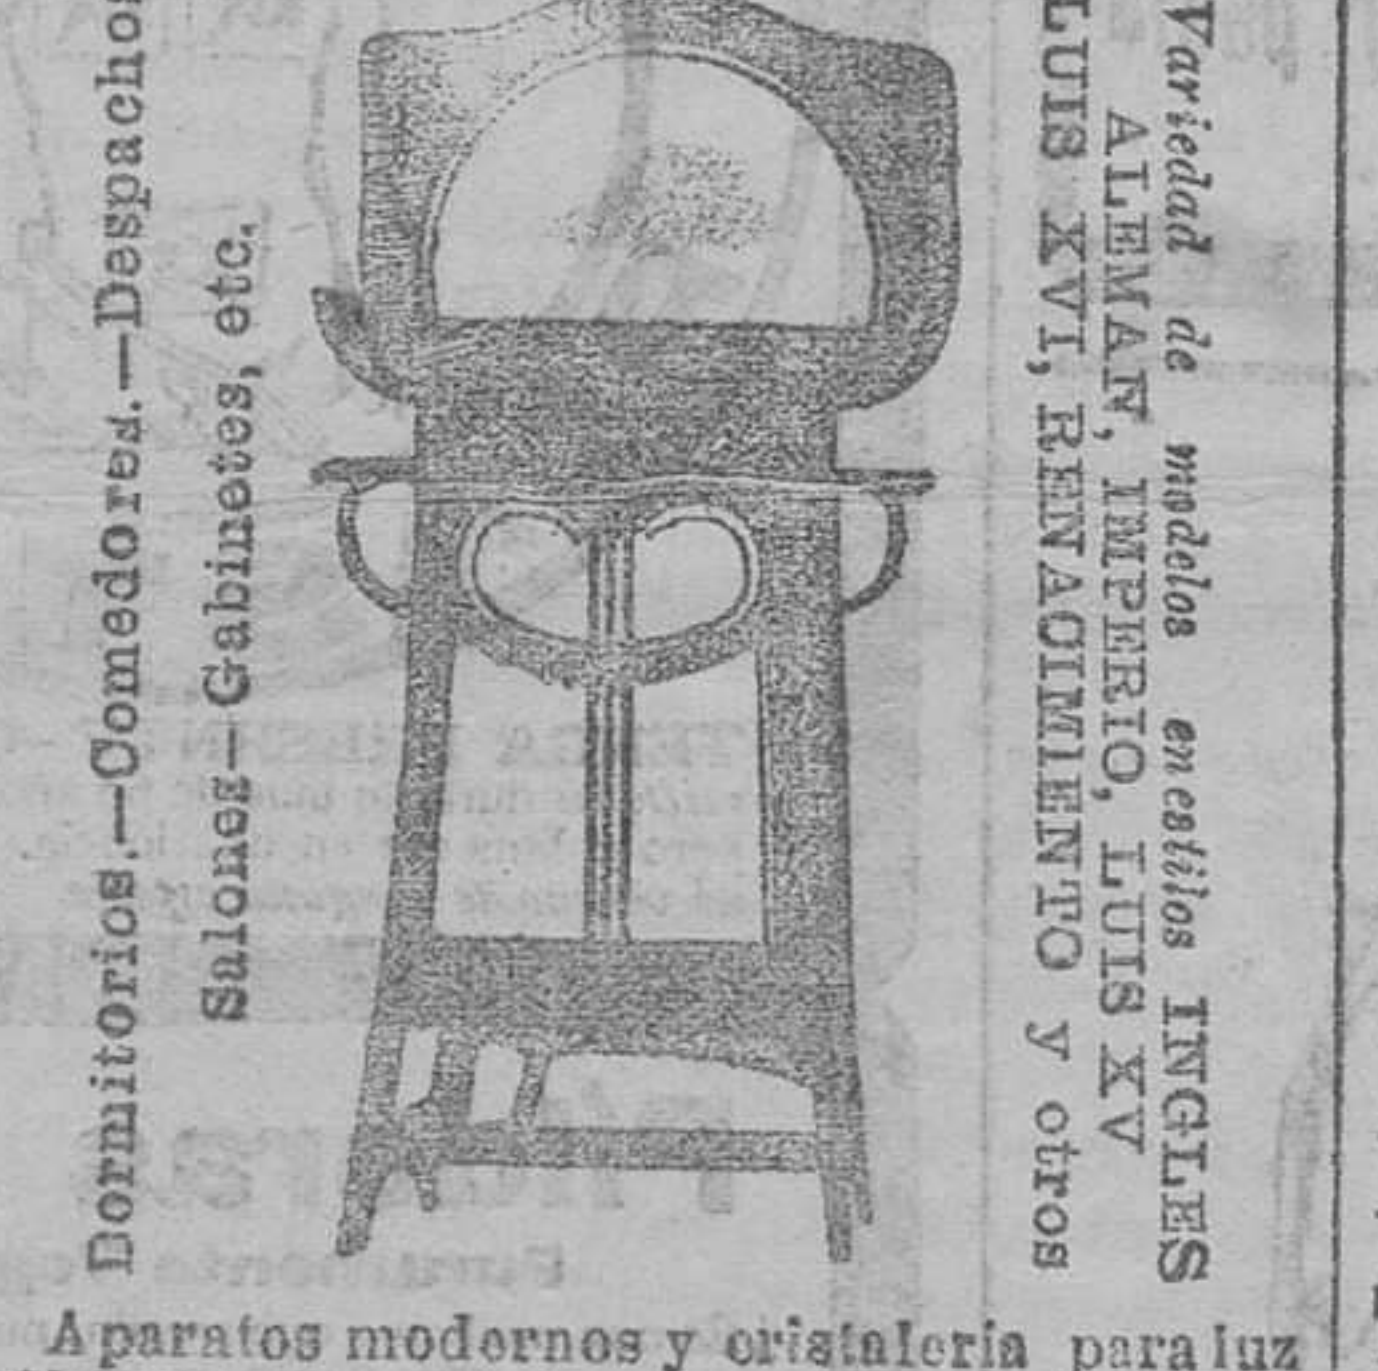 Dormitorios.—Comedores.—Despachos
Salones—Gabinetes, etc.
Variedad de modelos en estilos INGLES
ALEMAN, IMPERIO, LUIS XV
LUIS XVI, RENACIMIENTO y otros
Aparatos modernos y cristalería para luz